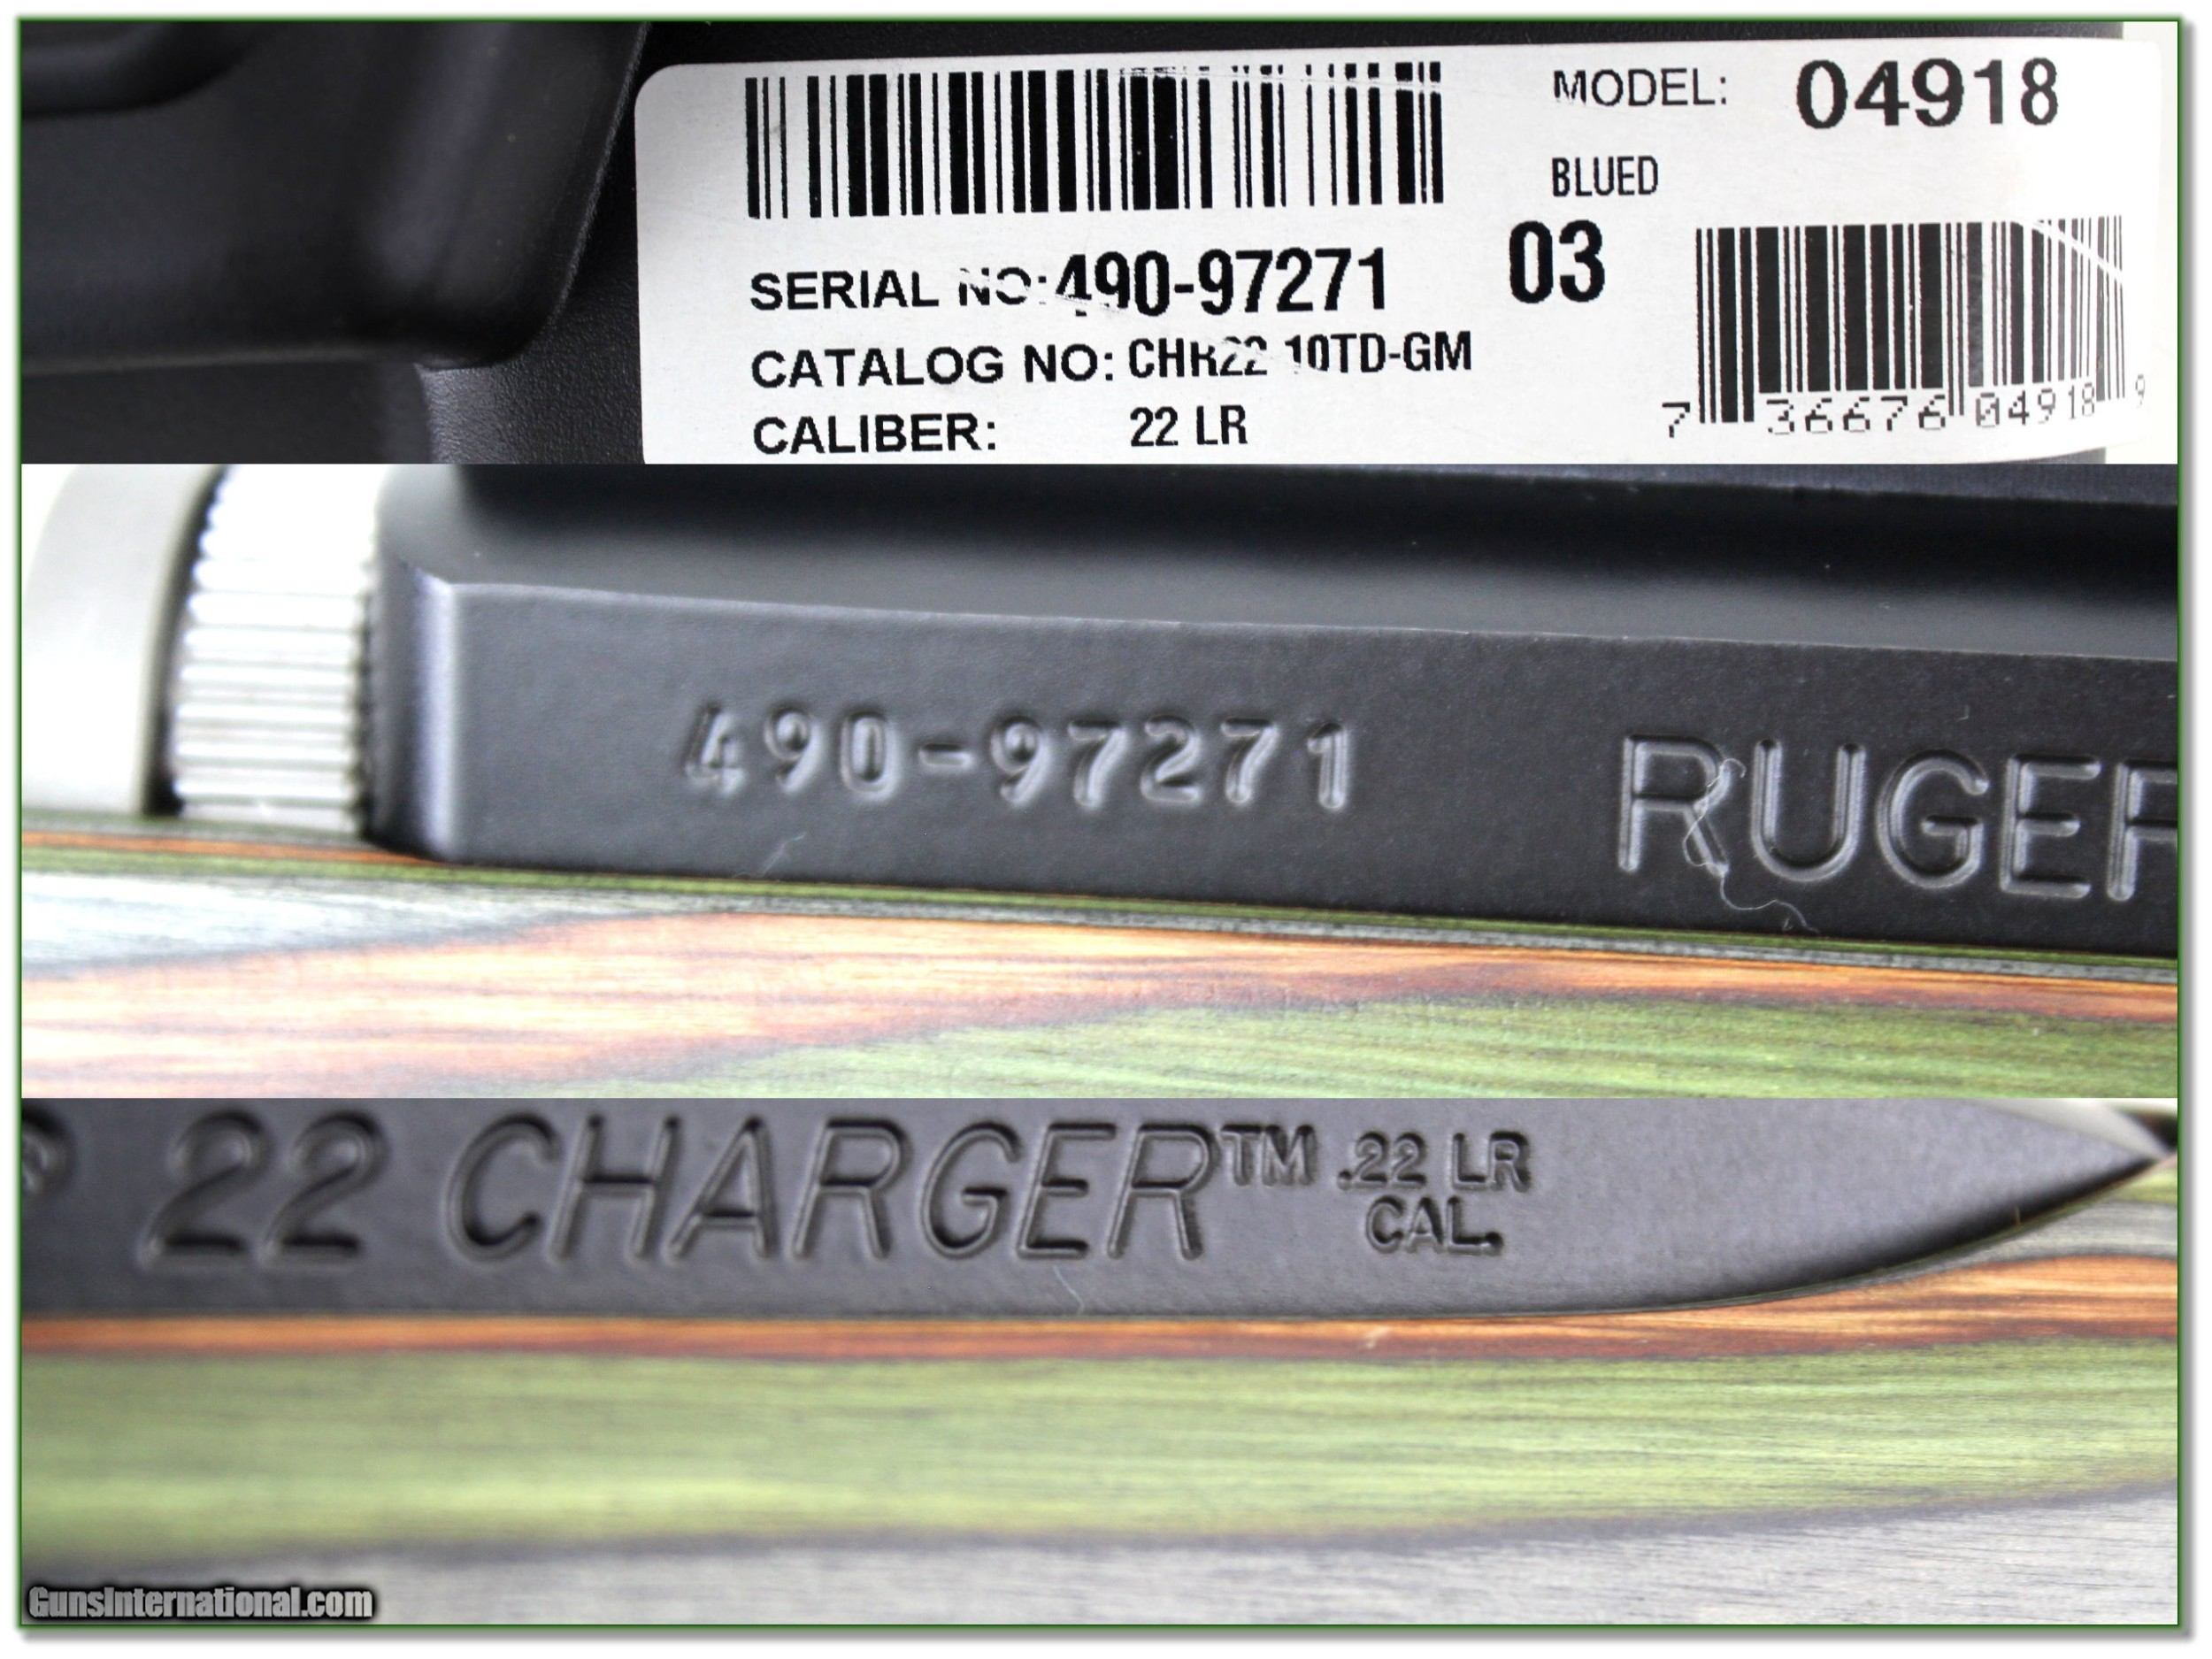 MODEL: 04918
BLUED
SERIAL NO: 490-97271 03
CATALOG NO: CHR22 10TD-GM
CALIBER: 22 LR
7 36676 04918 9
490-97271 RUGER
® 22 CHARGER™ .22 LR
CAL.
GunsInternational.com